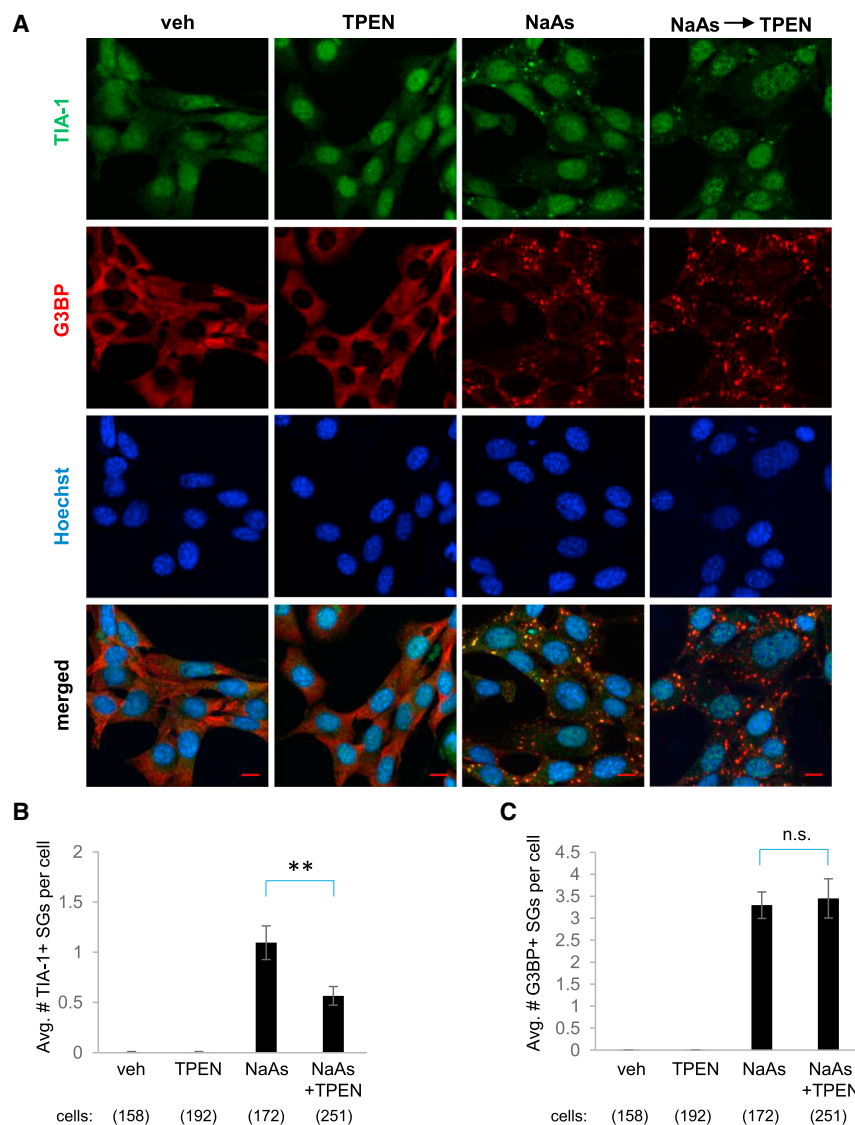 A
veh TPEN NaAs NaAs → TPEN
TIA-1
G3BP
Hoechst
merged
B
Avg. # TIA-1+ SGs per cell
2
1.5
1
0.5
0
**
veh TPEN NaAs NaAs
+TPEN
cells: (158) (192) (172) (251)
C
Avg. # G3BP+ SGs per cell
4.5
4
3.5
3
2.5
2
1.5
1
0.5
0
n.s.
veh TPEN NaAs NaAs
+TPEN
cells: (158) (192) (172) (251)